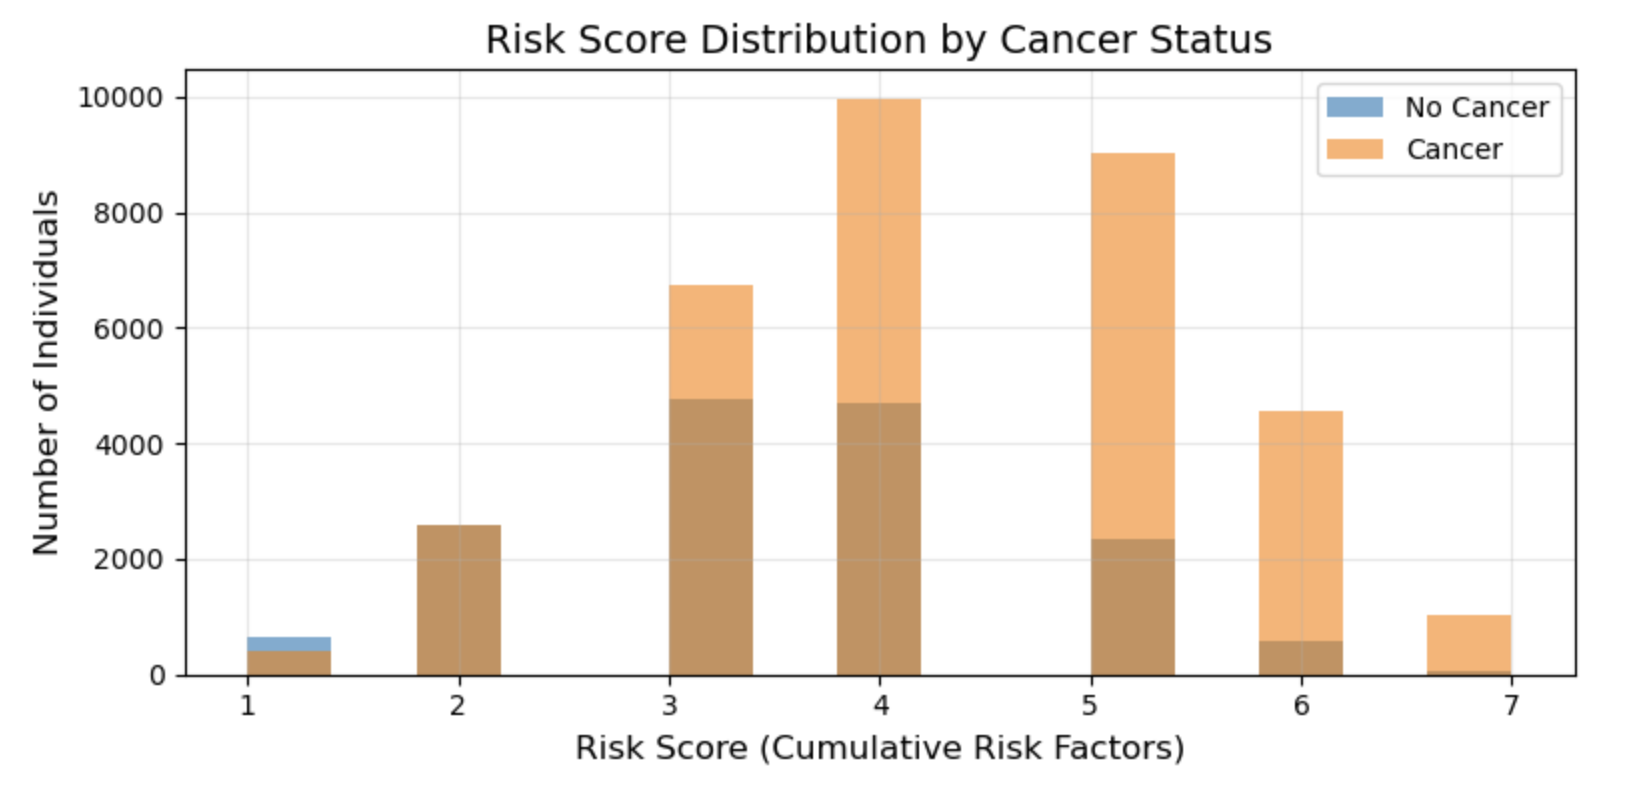 Risk Score Distribution by Cancer Status
10000
8000
6000
4000
2000
0
Number of Individuals
No Cancer
Cancer
1 2 3 4 5 6 7
Risk Score (Cumulative Risk Factors)